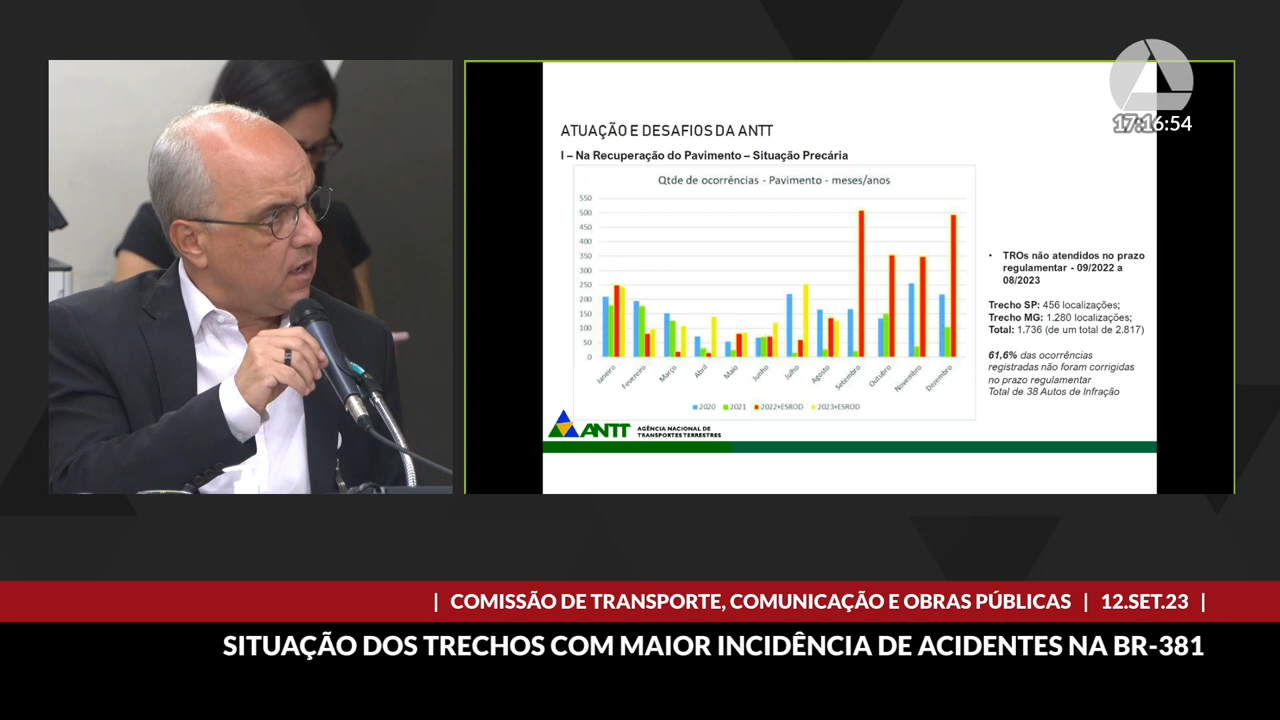 17:16:54
ATUAÇÃO E DESAFIOS DA ANTT
I – Na Recuperação do Pavimento – Situação Precária
Qtde de ocorrências - Pavimento - meses/anos
550
500
450
400
350
300
250
200
150
100
50
0
Janeiro
Fevereiro
Março
Abril
Maio
Junho
Julho
Agosto
Setembro
Outubro
Novembro
Dezembro
2020 2021 2022+ESROD 2023+ESROD
• TROs não atendidos no prazo
regulamentar - 09/2022 a
08/2023
Trecho SP: 456 localizações;
Trecho MG: 1.280 localizações;
Total: 1.736 (de um total de 2.817)
61,6% das ocorrências
registradas não foram corrigidas
no prazo regulamentar
Total de 38 Autos de Infração
ANTT
AGÊNCIA NACIONAL DE
TRANSPORTES TERRESTRES
| COMISSÃO DE TRANSPORTE, COMUNICAÇÃO E OBRAS PÚBLICAS | 12.SET.23 |
SITUAÇÃO DOS TRECHOS COM MAIOR INCIDÊNCIA DE ACIDENTES NA BR-381